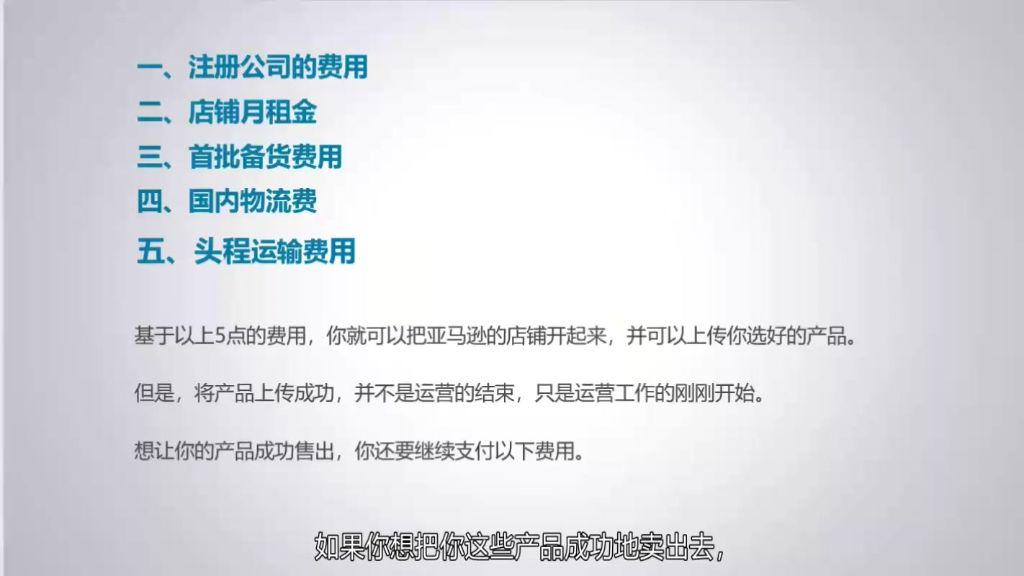 一、注册公司的费用
二、店铺月租金
三、首批备货费用
四、国内物流费
五、头程运输费用
基于以上5点的费用，你就可以把亚马逊的店铺开起来，并可以上传你选好的产品。
但是，将产品上传成功，并不是运营的结束，只是运营工作的刚刚开始。
想让你的产品成功售出，你还要继续支付以下费用。
如果你想把你这些产品成功地卖出去，